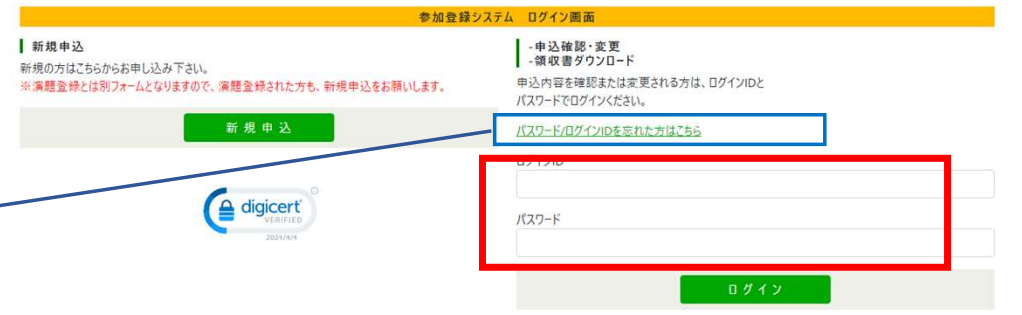 参加登録システム　ログイン画面
新規申込
新規の方はこちらからお申し込み下さい。
※演題登録とは別フォームとなりますので、演題登録された方も、新規申込をお願いします。
新規申込
digicert
VERIFIED
2024/4/4
-申込確認・変更
-領収書ダウンロード
申込内容を確認または変更される方は、ログインIDと
パスワードでログインください。
パスワード/ログインIDを忘れた方はこちら
ログインID
パスワード
ログイン